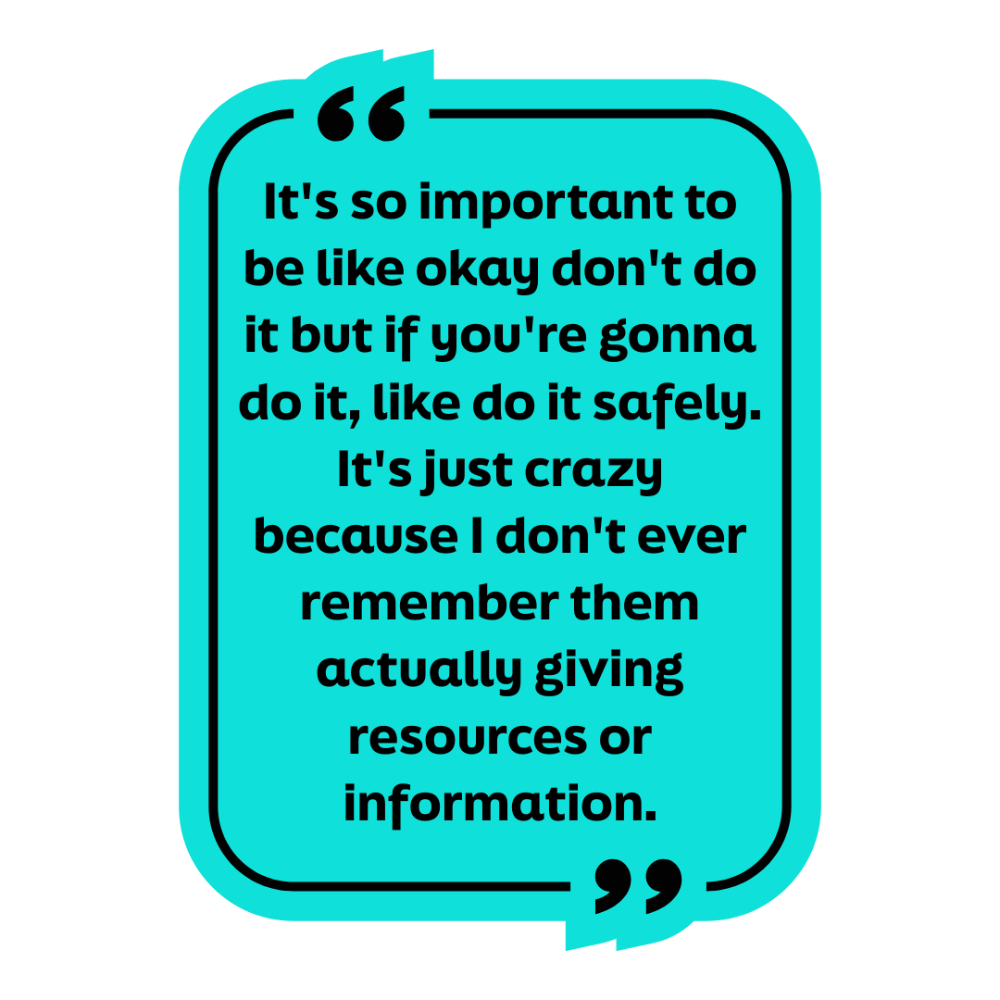 “
It's so important to
be like okay don't do
it but if you're gonna
do it, like do it safely.
It's just crazy
because I don't ever
remember them
actually giving
resources or
information.
”